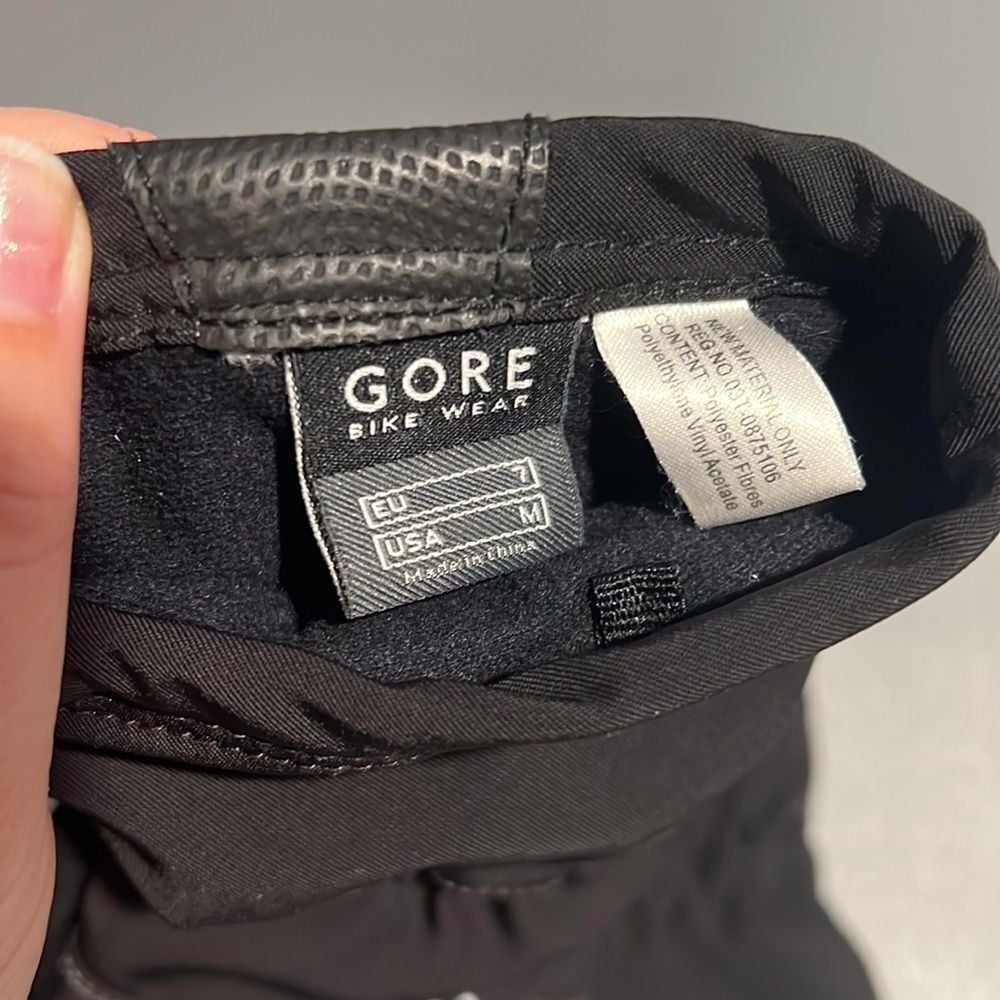 GORE
BIKE WEAR
EU 7
USA M
Made in China
NEW MATERIAL ONLY
REG NO. 03T-0875106
CONTENT Polyester Fibres
Polyethylene Vinyl Acetate